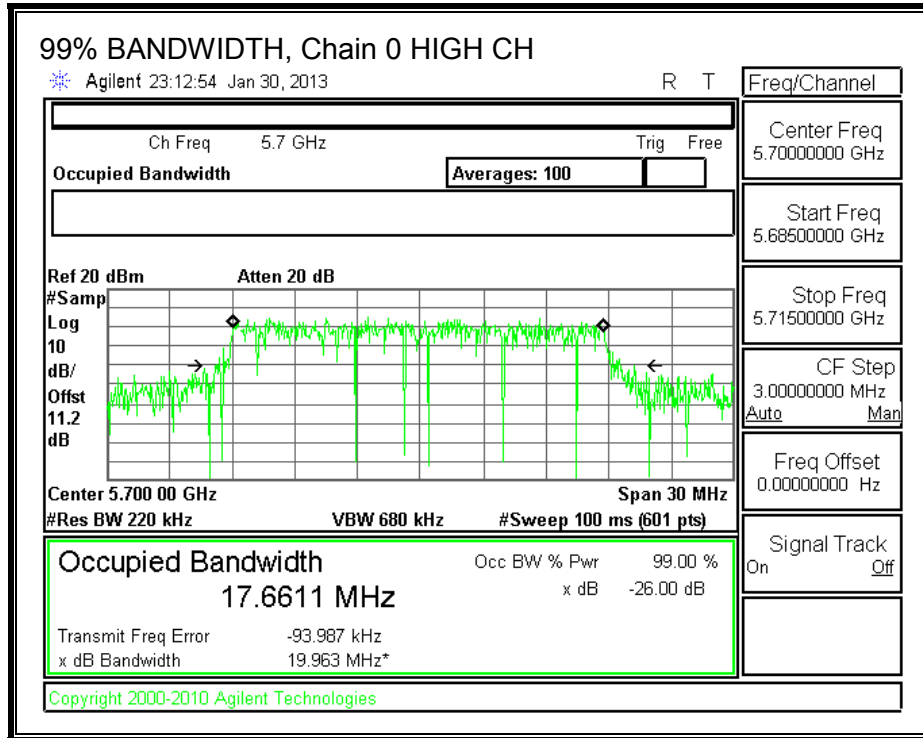 99% BANDWIDTH, Chain 0 HIGH CH
Agilent 23:12:54 Jan 30, 2013 R T
Ch Freq 5.7 GHz Trig Free
Occupied Bandwidth Averages: 100
Ref 20 dBm Atten 20 dB
#Samp
Log
10
dB/
Offst
11.2
dB
Center 5.700 00 GHz Span 30 MHz
#Res BW 220 kHz VBW 680 kHz #Sweep 100 ms (601 pts)
Occupied Bandwidth Occ BW % Pwr 99.00 %
17.6611 MHz x dB -26.00 dB
Transmit Freq Error -93.987 kHz
x dB Bandwidth 19.963 MHz*
Copyright 2000-2010 Agilent Technologies
Freq/Channel
Center Freq
5.70000000 GHz
Start Freq
5.68500000 GHz
Stop Freq
5.71500000 GHz
CF Step
3.00000000 MHz
Auto Man
Freq Offset
0.00000000 Hz
Signal Track
On Off